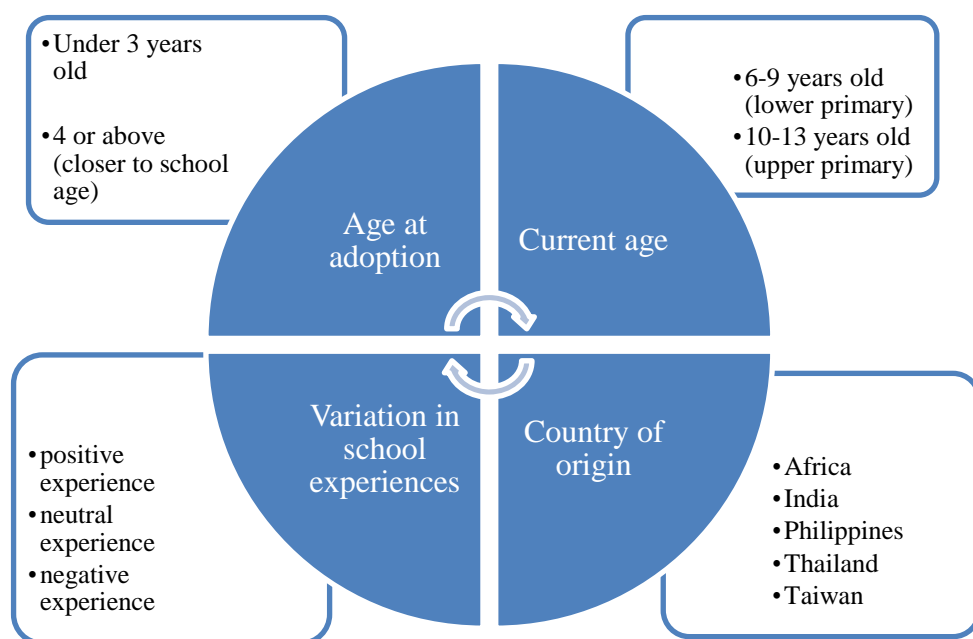 •Under 3 years
old
•4 or above
(closer to school
age)
Age at
adoption
•6-9 years old
(lower primary)
•10-13 years old
(upper primary)
Current age
•positive
experience
•neutral
experience
•negative
experience
Variation in
school
experiences
Country of
origin
•Africa
•India
•Philippines
•Thailand
•Taiwan